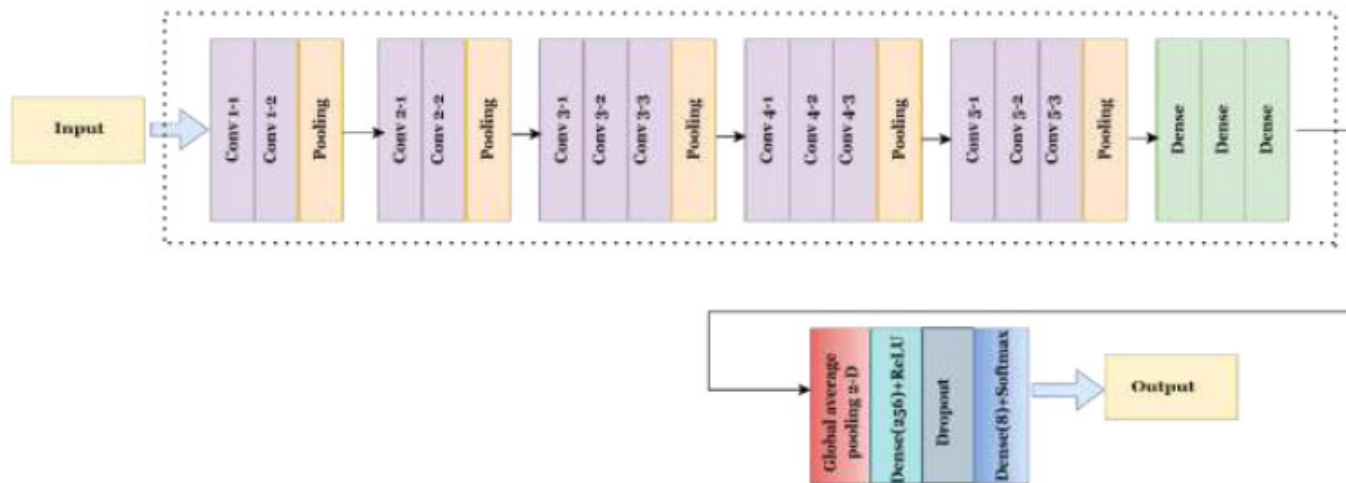 Input
Conv 1-1
Conv 1-2
Pooling
Conv 2-1
Conv 2-2
Pooling
Conv 3-1
Conv 3-2
Conv 3-3
Pooling
Conv 4-1
Conv 4-2
Conv 4-3
Pooling
Conv 5-1
Conv 5-2
Conv 5-3
Pooling
Dense
Dense
Dense
Global average
pooling 2-D
Dense(256)+ReLU
Dropout
Dense(8)+Softmax
Output